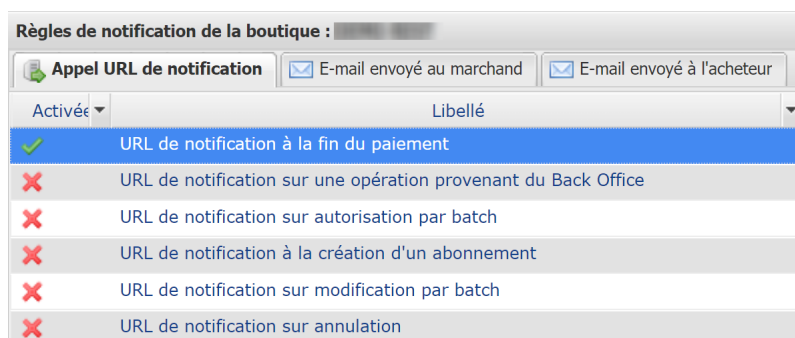 Règles de notification de la boutique :
Appel URL de notification E-mail envoyé au marchand E-mail envoyé à l'acheteur
Activée Libellé
URL de notification à la fin du paiement
URL de notification sur une opération provenant du Back Office
URL de notification sur autorisation par batch
URL de notification à la création d'un abonnement
URL de notification sur modification par batch
URL de notification sur annulation